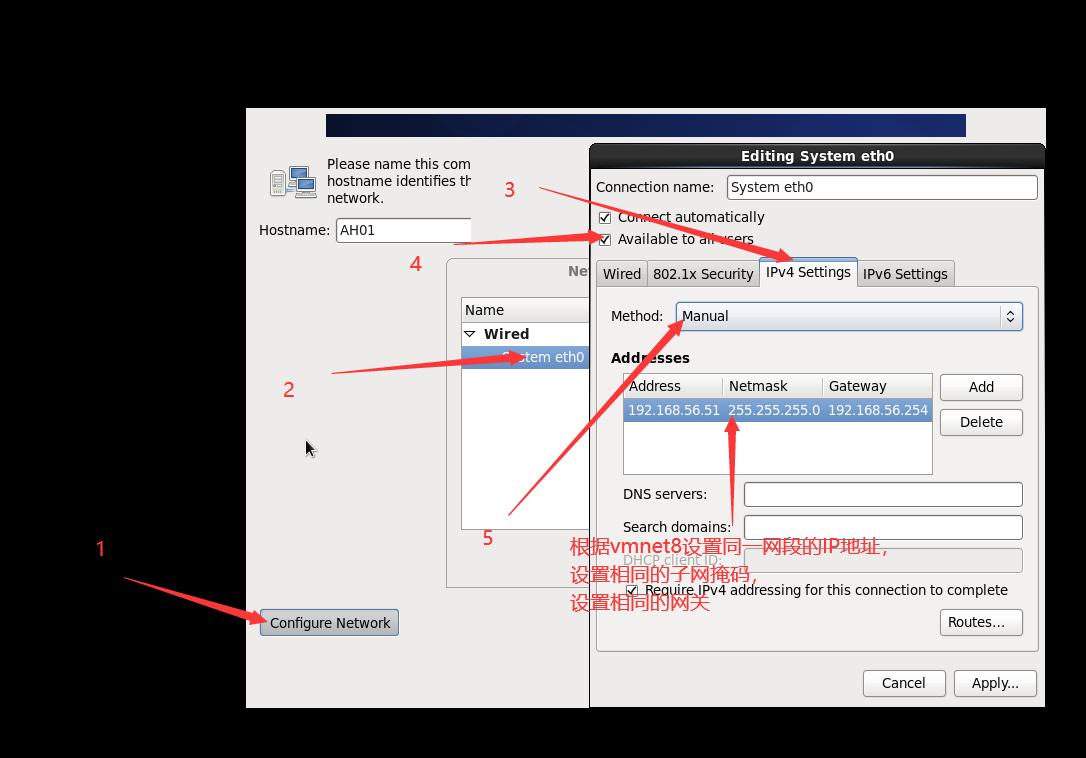 Please name this com
hostname identifies th
network.
Hostname: AH01
Ne
Name
Wired
System eth0
Configure Network
Editing System eth0
Connection name: System eth0
Connect automatically
Available to all users
Wired 802.1x Security IPv4 Settings IPv6 Settings
Method: Manual
Addresses
Address Netmask Gateway
192.168.56.51 255.255.255.0 192.168.56.254
Add
Delete
DNS servers:
Search domains:
DHCP client ID:
Require IPv4 addressing for this connection to complete
Routes...
Cancel Apply...
1
2
3
4
5
根据vmnet8设置同一网段的IP地址,
设置相同的子网掩码,
设置相同的网关